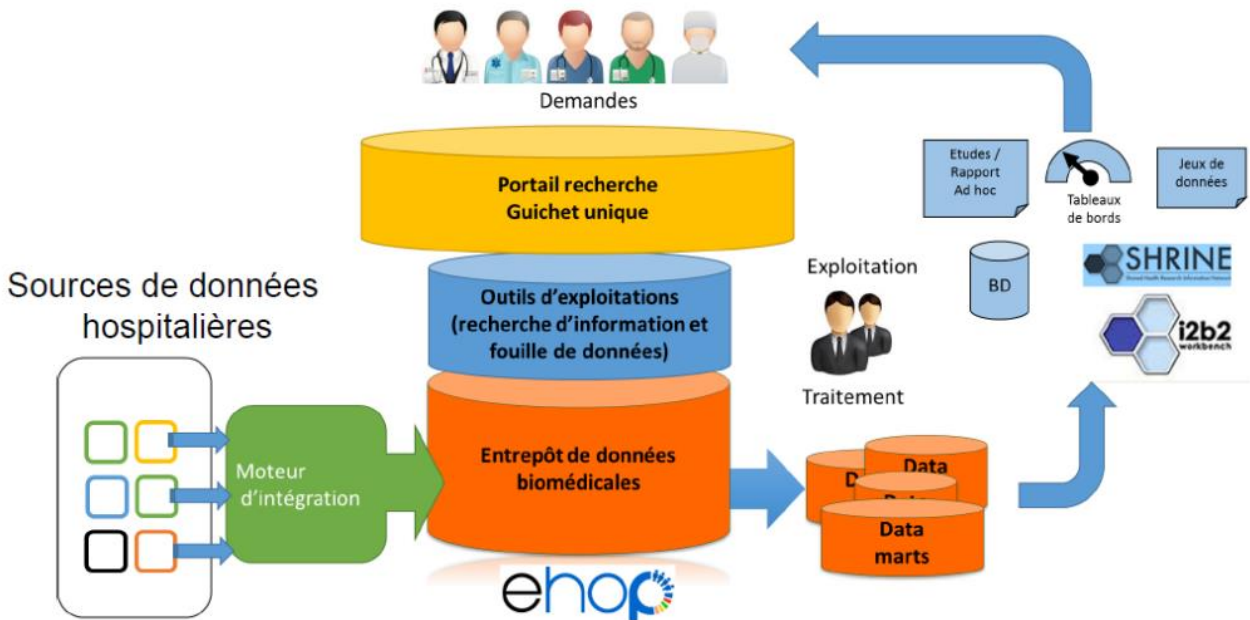 Demandes
Portail recherche
Guichet unique
Etudes /
Rapport
Ad hoc
Tableaux
de bords
Jeux de
données
Sources de données
hospitalières
Outils d'exploitations
(recherche d'information et
fouille de données)
Exploitation
BD
SHRINE
i2b2
workbench
Traitement
Moteur
d'intégration
Entrepôt de données
biomédicales
Data
Data
marts
ehop